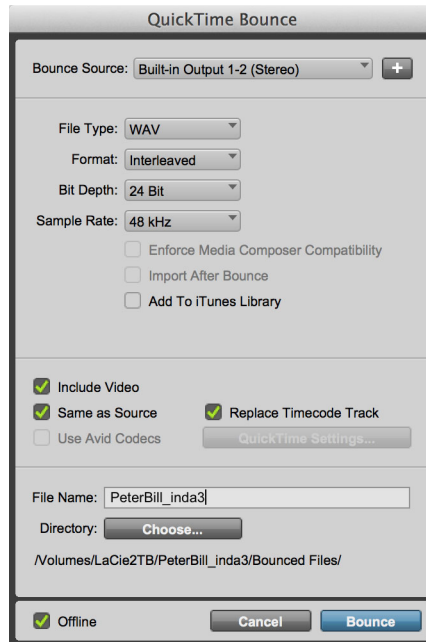 QuickTime Bounce
Bounce Source: Built-in Output 1-2 (Stereo) +
File Type: WAV
Format: Interleaved
Bit Depth: 24 Bit
Sample Rate: 48 kHz
Enforce Media Composer Compatibility
Import After Bounce
Add To iTunes Library
Include Video
Same as Source Replace Timecode Track
Use Avid Codecs QuickTime Settings...
File Name: PeterBill_inda3
Directory: Choose...
/Volumes/LaCie2TB/PeterBill_inda3/Bounced Files/
Offline Cancel Bounce